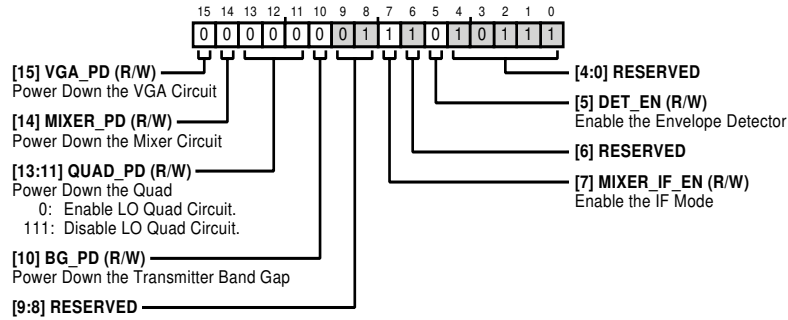 15 14 13 12 11 10 9 8 7 6 5 4 3 2 1 0
0 0 0 0 0 0 0 1 1 1 0 1 0 1 1 1
[15] VGA_PD (R/W)
Power Down the VGA Circuit
[14] MIXER_PD (R/W)
Power Down the Mixer Circuit
[13:11] QUAD_PD (R/W)
Power Down the Quad
0: Enable LO Quad Circuit.
111: Disable LO Quad Circuit.
[10] BG_PD (R/W)
Power Down the Transmitter Band Gap
[9:8] RESERVED
[4:0] RESERVED
[5] DET_EN (R/W)
Enable the Envelope Detector
[6] RESERVED
[7] MIXER_IF_EN (R/W)
Enable the IF Mode